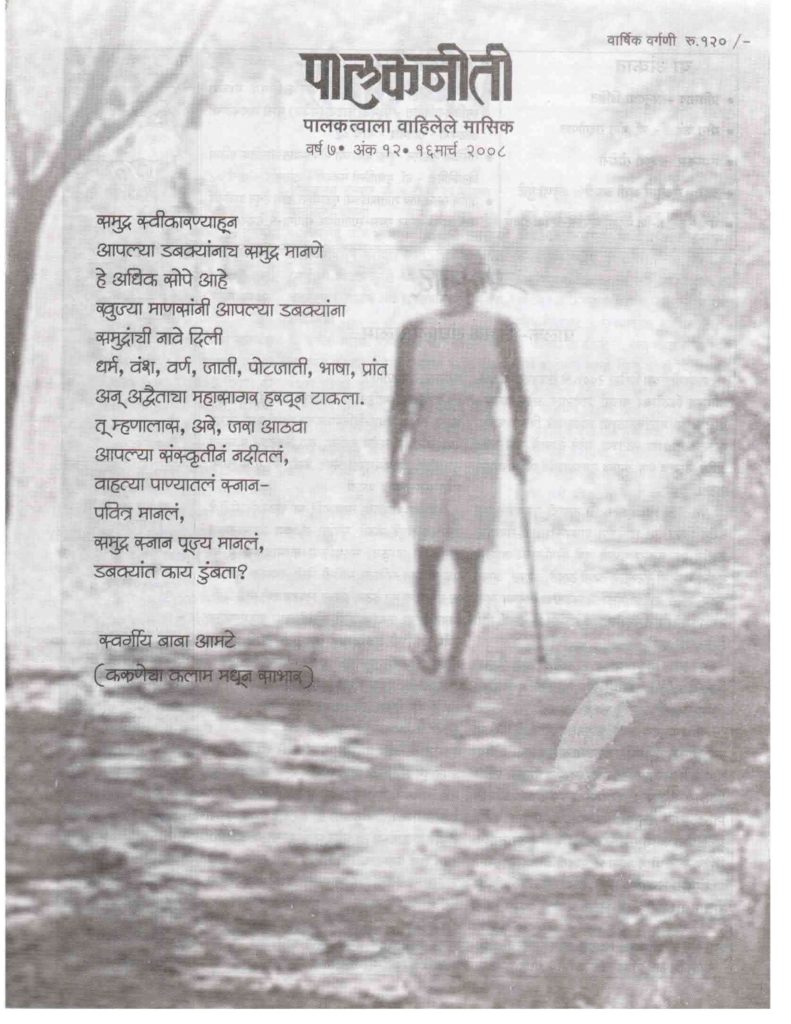 वार्षिक वर्गणी रु.१२० /-
पालकनीती
पालकत्वाला वाहिलेले मासिक
वर्ष ७• अंक १२• १६मार्च २००८
समुद्र स्वीकारण्याहून
आपल्या डबक्यांनाच समुद्र मानणे
हे अधिक सोपे आहे
खुज्या माणसांनी आपल्या डबक्यांना
समुद्रांची नावे दिली
धर्म, वंश, वर्ण, जाती, पोटजाती, भाषा, प्रांत
अन् अद्वैताचा महासागर हरवून टाकला.
तू म्हणालास, अरे, जरा आठवा
आपल्या संस्कृतीनं नदीतलं,
वाहत्या पाण्यातलं स्नान-
पवित्र मानलं,
समुद्र स्नान पूज्य मानलं,
डबक्यांत काय डुंबता?
स्वर्गीय बाबा आमटे
(करुणेचा कलाम मधून साभार)